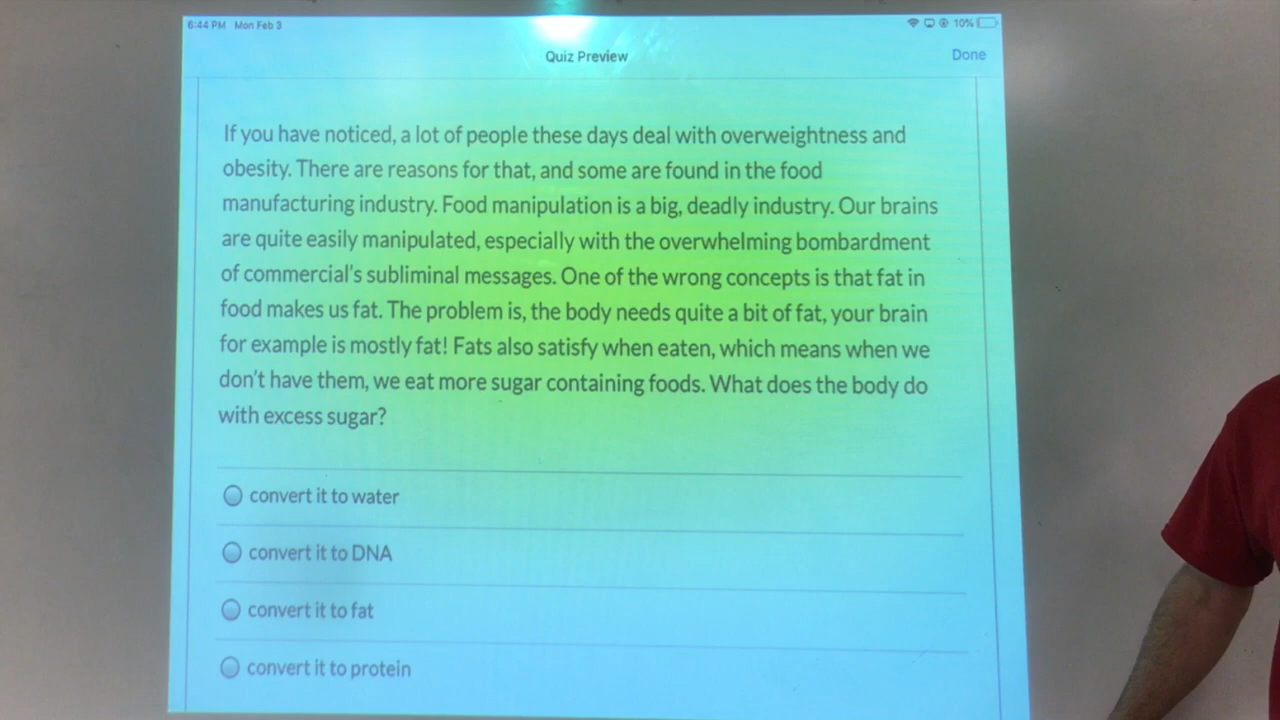 6:44 PM Mon Feb 3
10%
Quiz Preview
Done
If you have noticed, a lot of people these days deal with overweightness and
obesity. There are reasons for that, and some are found in the food
manufacturing industry. Food manipulation is a big, deadly industry. Our brains
are quite easily manipulated, especially with the overwhelming bombardment
of commercial's subliminal messages. One of the wrong concepts is that fat in
food makes us fat. The problem is, the body needs quite a bit of fat, your brain
for example is mostly fat! Fats also satisfy when eaten, which means when we
don't have them, we eat more sugar containing foods. What does the body do
with excess sugar?
convert it to water
convert it to DNA
convert it to fat
convert it to protein